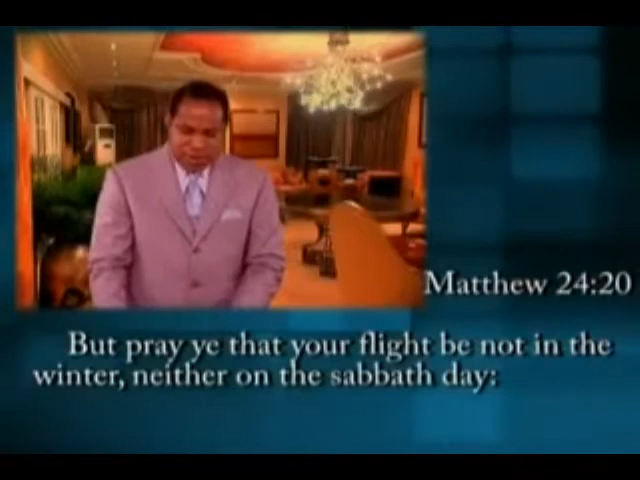 Matthew 24:20
But pray ye that your flight be not in the
winter, neither on the sabbath day: